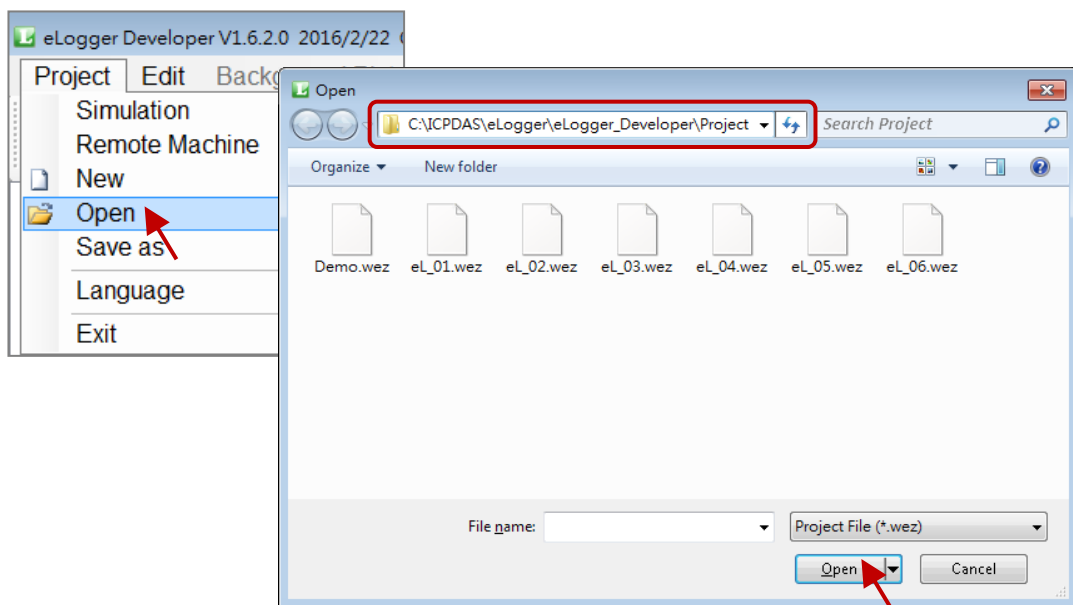 eLogger Developer V1.6.2.0 2016/2/22
Project Edit
Simulation
Remote Machine
New
Open
Save as
Language
Exit
Open
C:\ICPDAS\eLogger\eLogger_Developer\Project
Search Project
Organize
New folder
Demo.wez eL_01.wez eL_02.wez eL_03.wez eL_04.wez eL_05.wez eL_06.wez
File name:
Project File (*.wez)
Open
Cancel